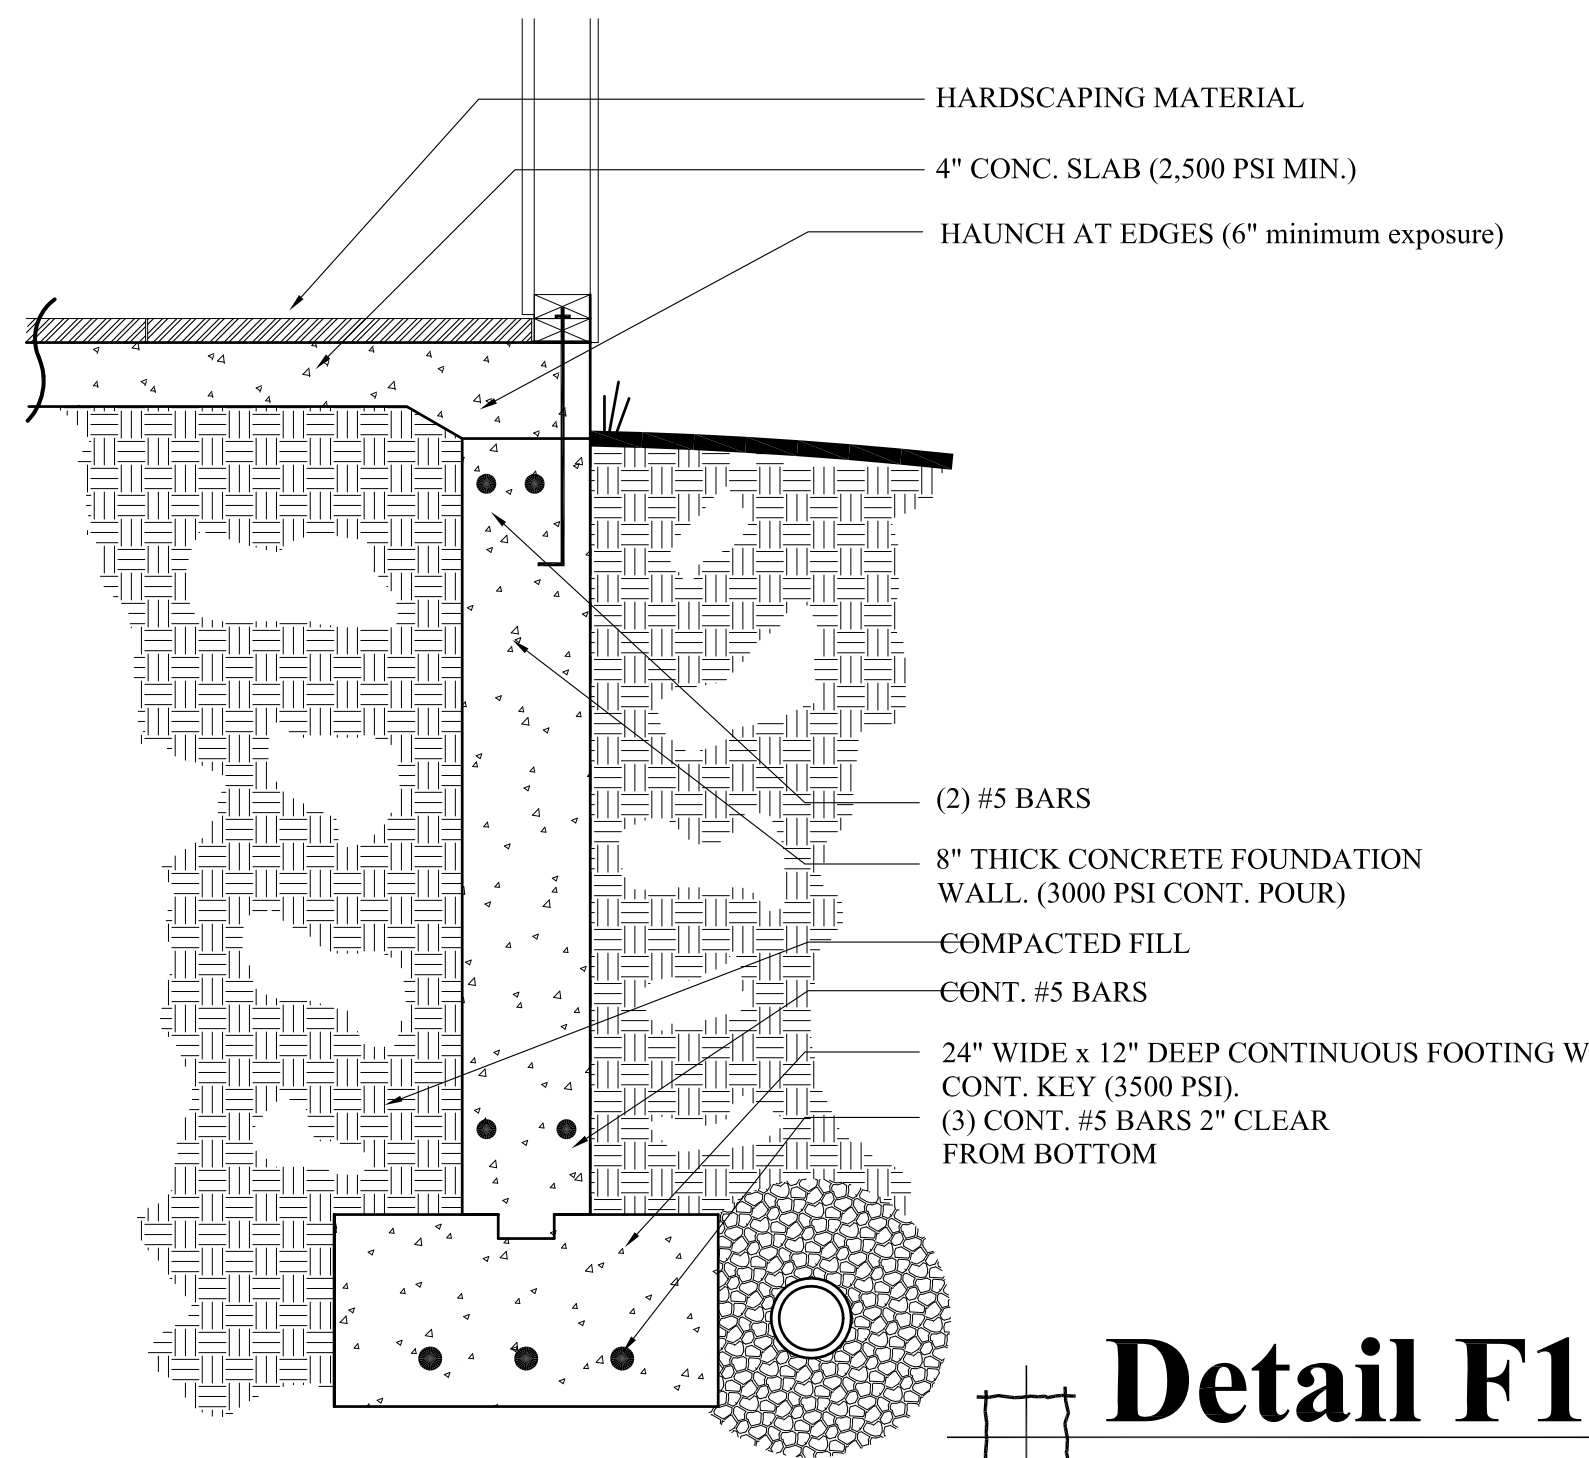 HARDSCAPING MATERIAL
4" CONC. SLAB (2,500 PSI MIN.)
HAUNCH AT EDGES (6" minimum exposure)
(2) #5 BARS
8" THICK CONCRETE FOUNDATION
WALL. (3000 PSI CONT. POUR)
COMPACTED FILL
CONT. #5 BARS
24" WIDE x 12" DEEP CONTINUOUS FOOTING W
CONT. KEY (3500 PSI).
(3) CONT. #5 BARS 2" CLEAR
FROM BOTTOM
Detail F1